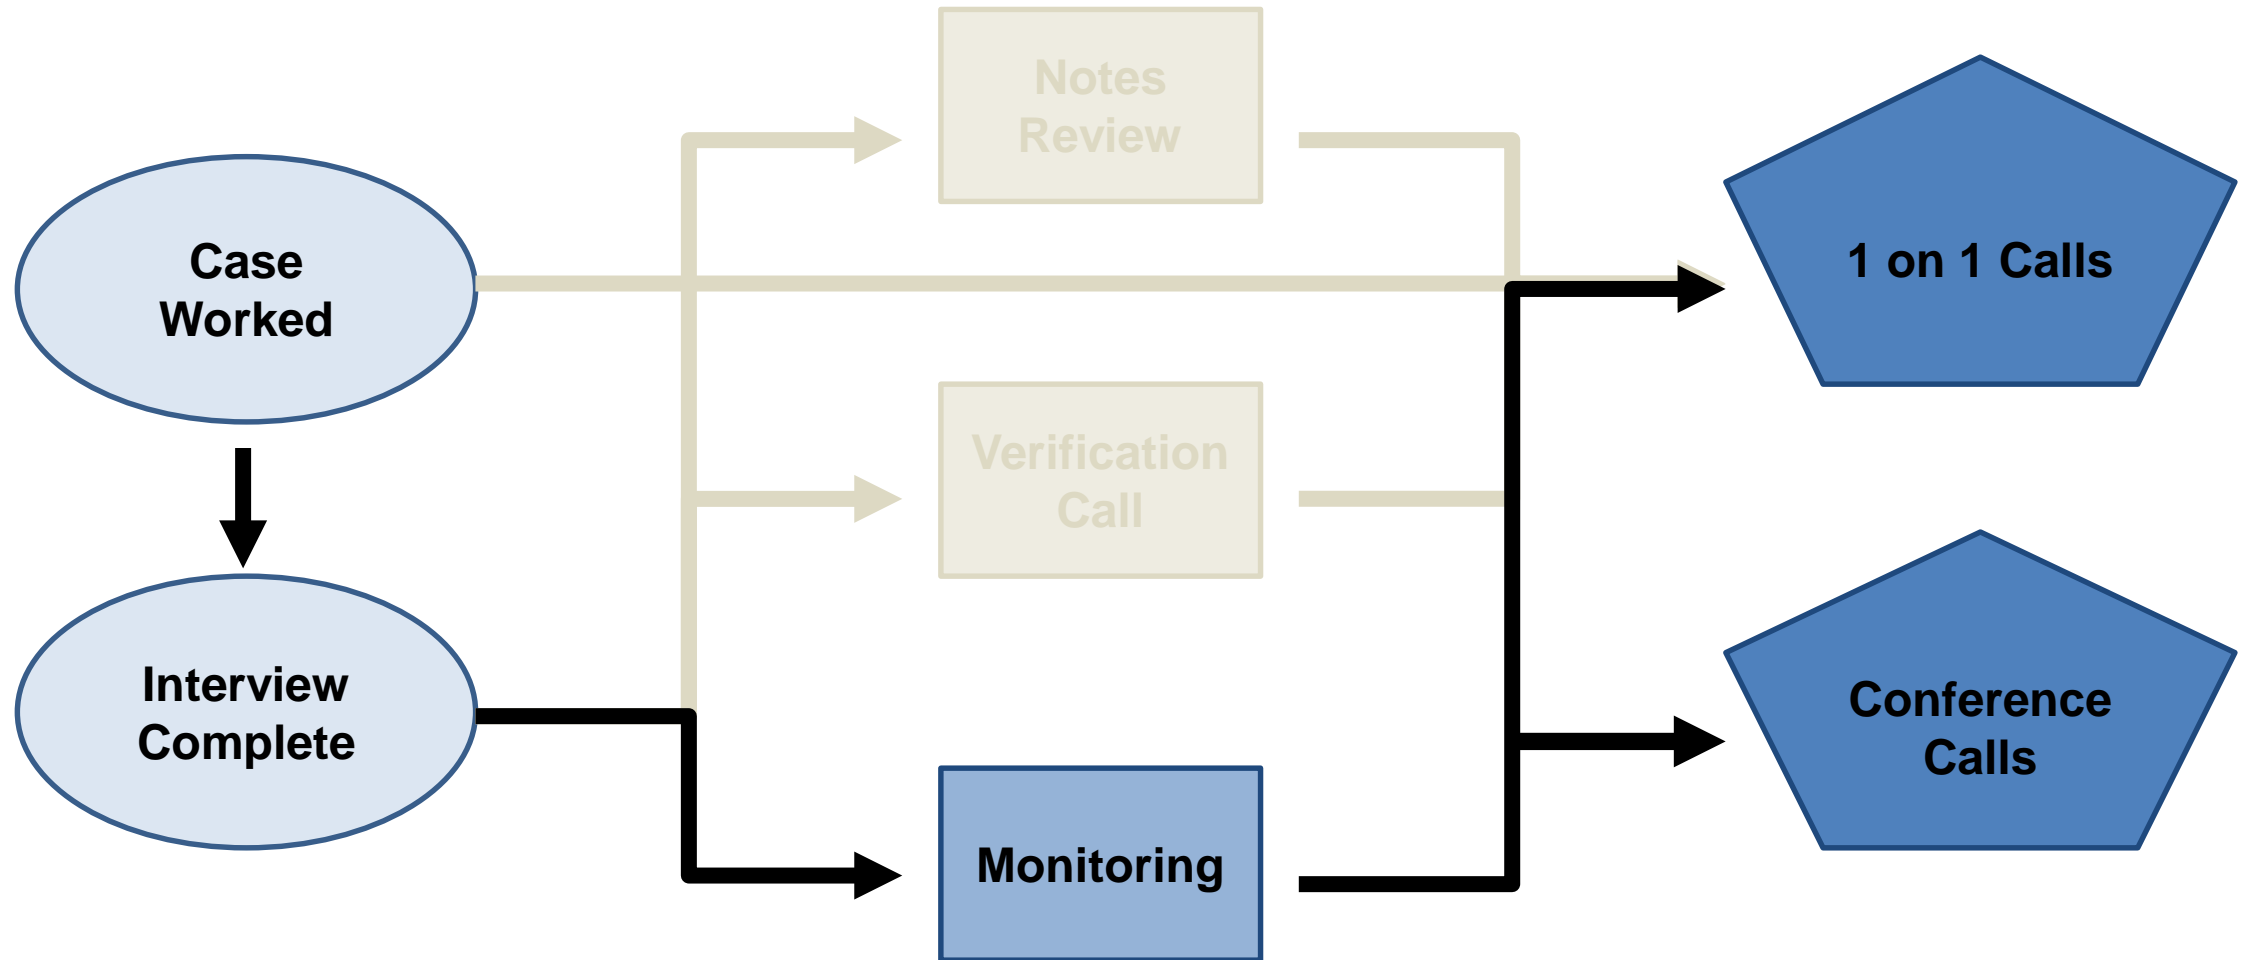 Notes
Review
Case
Worked
1 on 1 Calls
Verification
Call
Interview
Complete
Conference
Calls
Monitoring